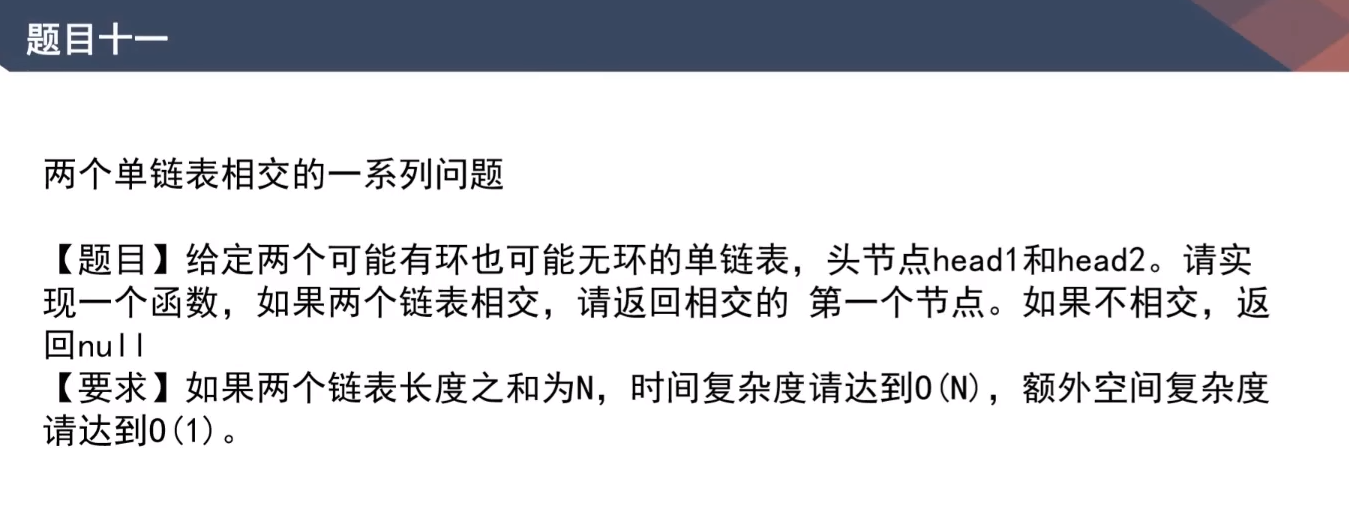 题目十一
两个单链表相交的一系列问题
【题目】给定两个可能有环也可能无环的单链表，头节点head1和head2。请实
现一个函数，如果两个链表相交，请返回相交的 第一个节点。如果不相交，返
回null
【要求】如果两个链表长度之和为N，时间复杂度请达到O(N)，额外空间复杂度
请达到O(1)。